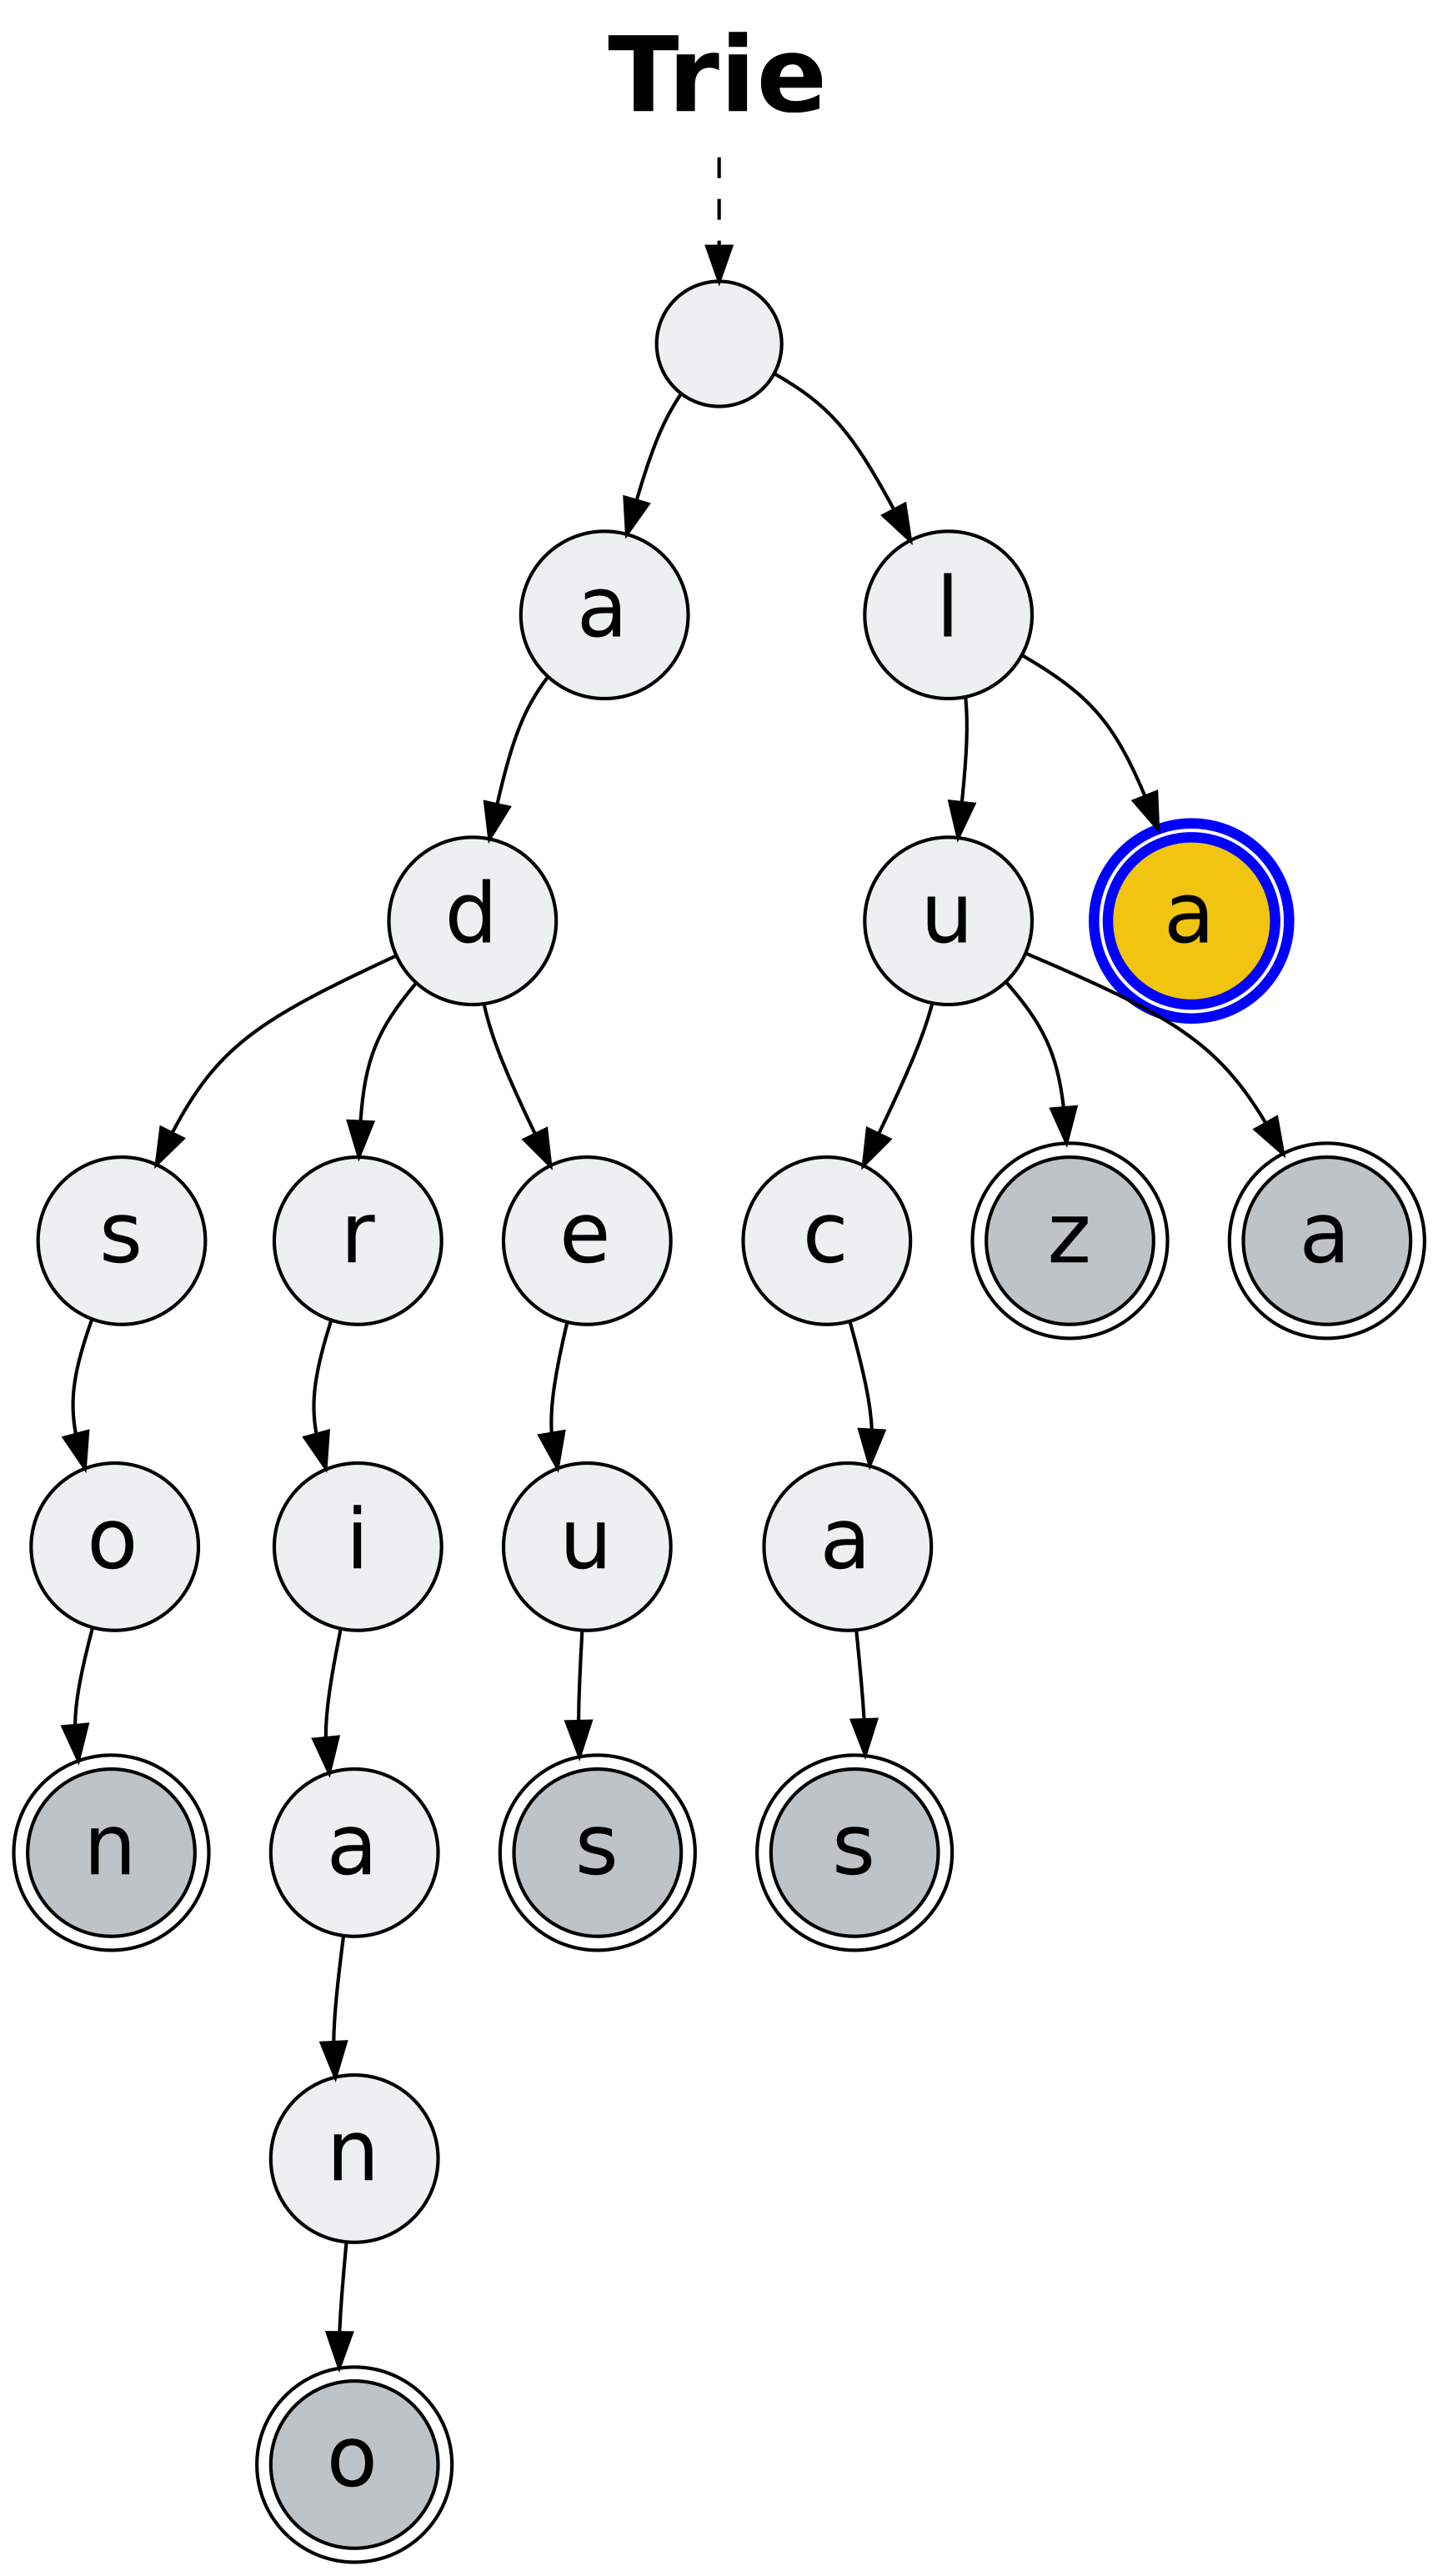 Trie
a l
d u a
s r e c z a
o i u a
n a s s
n
o